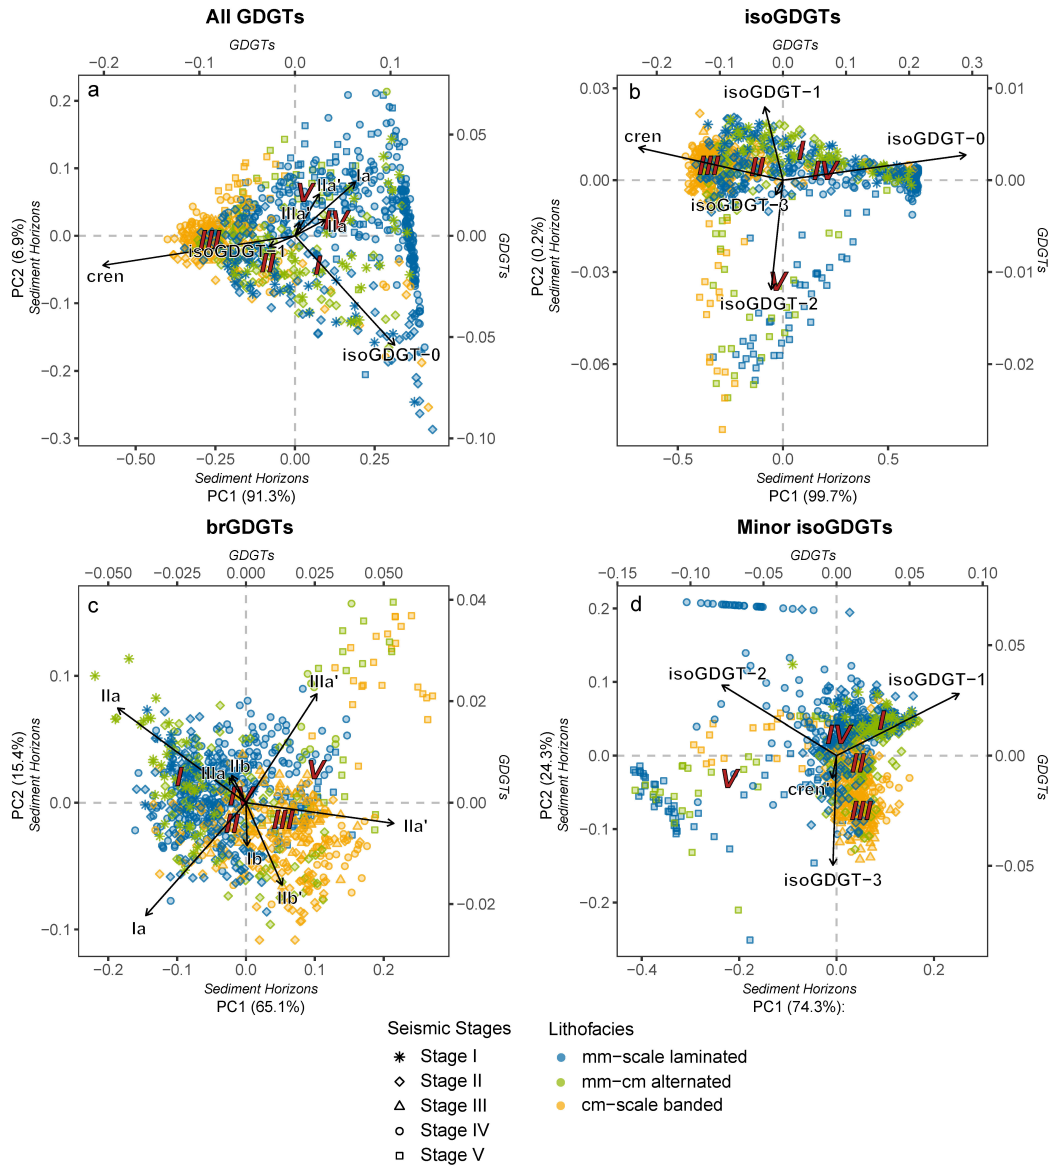 All GDGTs
GDGTs
−0.2 −0.1 0.0 0.1
a
0.2
0.1
0.0
−0.1
−0.2
−0.3
PC2 (6.9%)
Sediment Horizons
0.05
0.00
−0.05
−0.10
GDGTs
V
IIa'
Ia
IIIa'
IV
IIa
III
isoGDGT−1
II
I
cren
isoGDGT−0
−0.50 −0.25 0.00 0.25
Sediment Horizons
PC1 (91.3%)
isoGDGTs
GDGTs
−0.2 −0.1 0.0 0.1 0.2 0.3
b
0.03
0.00
−0.03
−0.06
PC2 (0.2%)
Sediment Horizons
0.01
0.00
−0.01
−0.02
GDGTs
isoGDGT−1
cren
isoGDGT−0
I
III
II
IV
isoGDGT−3
V
isoGDGT−2
−0.5 0.0 0.5
Sediment Horizons
PC1 (99.7%)
brGDGTs
GDGTs
−0.050 −0.025 0.000 0.025 0.050
c
0.1
0.0
−0.1
PC2 (15.4%)
Sediment Horizons
0.04
0.02
0.00
−0.02
GDGTs
IIIa'
IIa
IIb
IIIa
I
V
IV
II
III
IIa'
Ib
IIb'
Ia
−0.2 −0.1 0.0 0.1 0.2
Sediment Horizons
PC1 (65.1%)
Minor isoGDGTs
GDGTs
−0.15 −0.10 −0.05 0.00 0.05 0.10
d
0.2
0.1
0.0
−0.1
−0.2
PC2 (24.3%)
Sediment Horizons
0.05
0.00
−0.05
GDGTs
isoGDGT−2
isoGDGT−1
I
IV
II
V
cren'
III
isoGDGT−3
−0.4 −0.2 0.0 0.2
Sediment Horizons
PC1 (74.3%):
Seismic Stages
Stage I
Stage II
Stage III
Stage IV
Stage V
Lithofacies
mm−scale laminated
mm−cm alternated
cm−scale banded